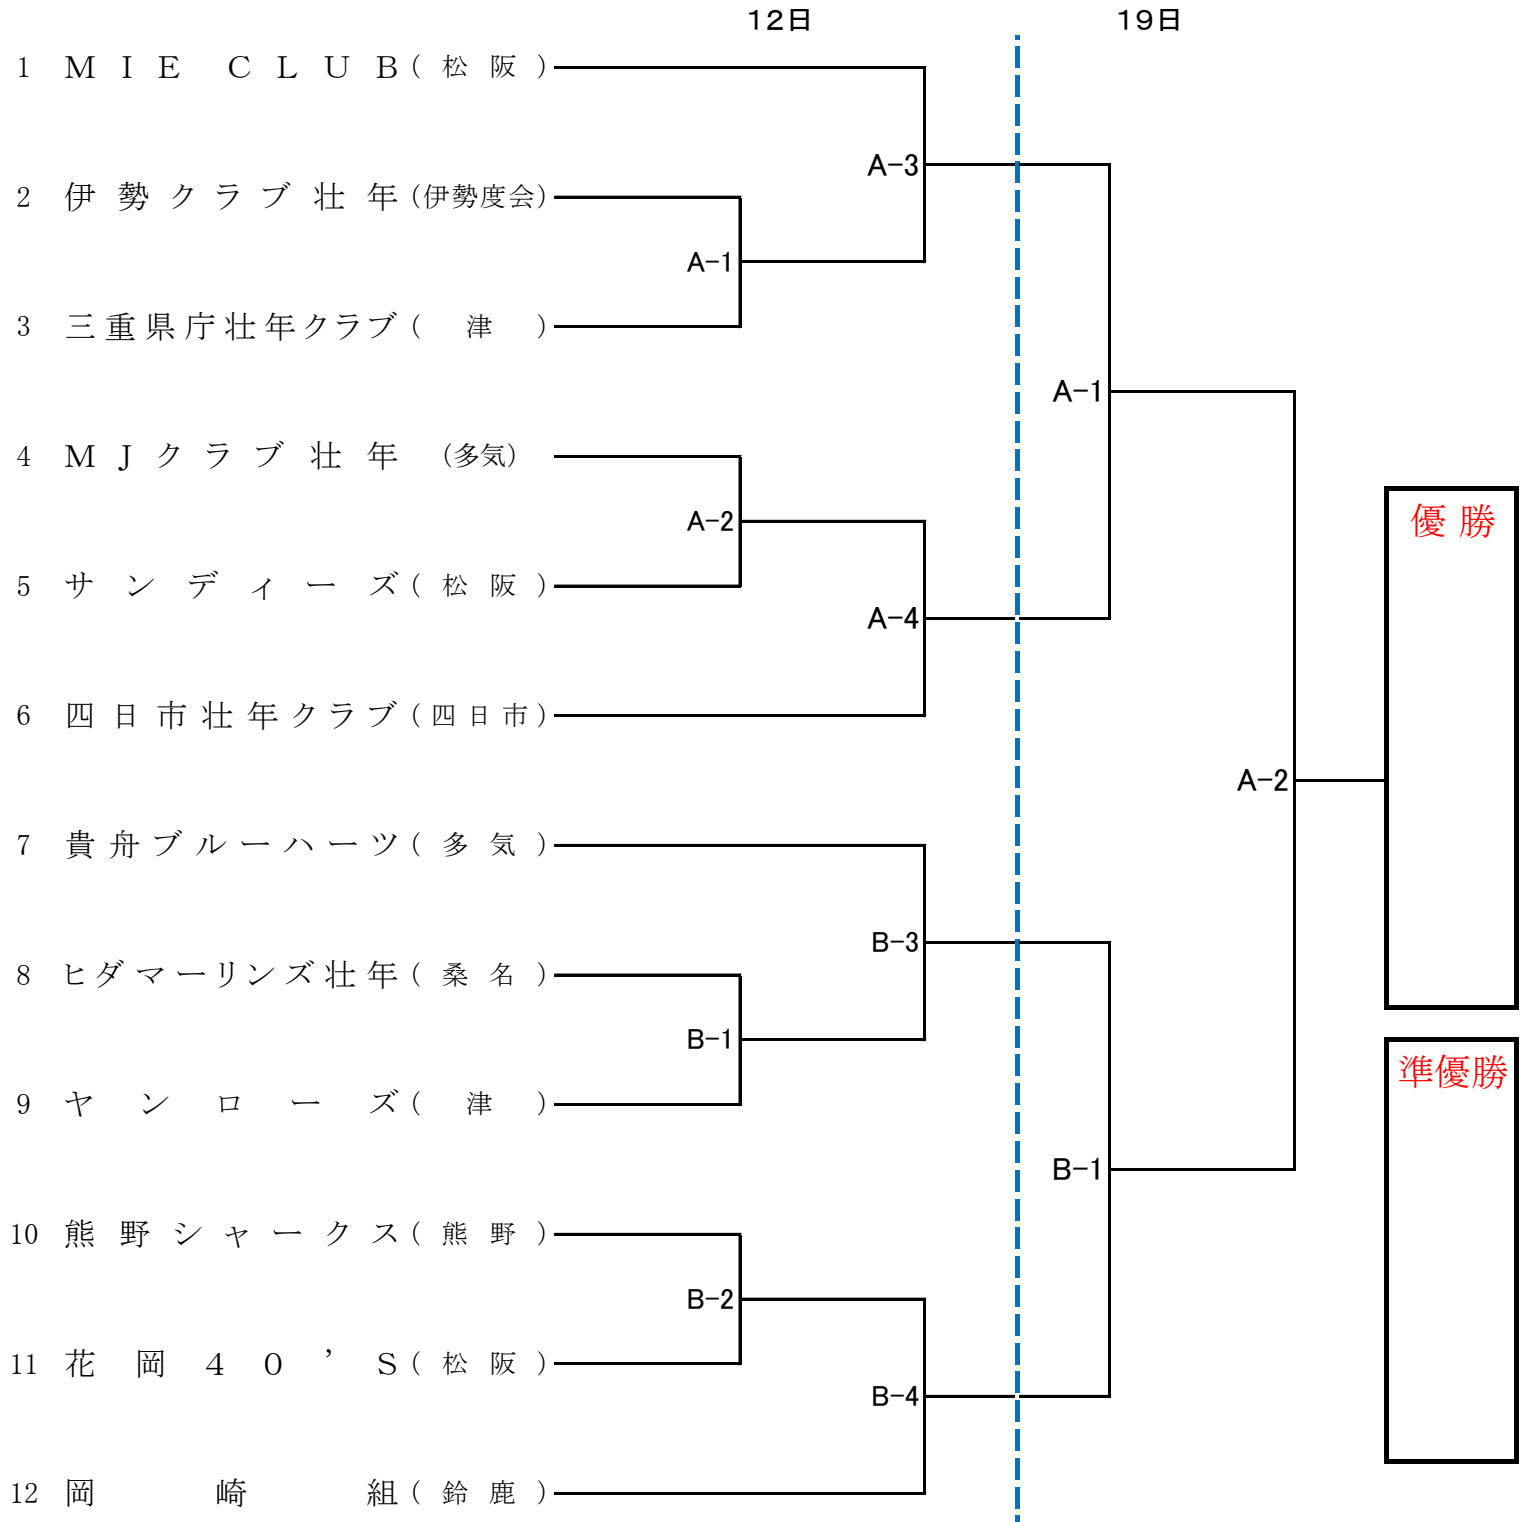 12日 19日
1 ＭＩＥ ＣＬＵＢ(松阪)
A-3
2 伊勢クラブ壮年(伊勢度会)
A-1
3 三重県庁壮年クラブ(津)
A-1
4 ＭＪクラブ壮年 (多気)
A-2
優勝
5 サンディーズ(松阪)
A-4
6 四日市壮年クラブ(四日市)
A-2
7 貴舟ブルーハーツ(多気)
B-3
8 ヒダマーリンズ壮年(桑名)
B-1
準優勝
9 ヤンローズ(津)
B-1
10 熊野シャークス(熊野)
B-2
11 花岡４０’Ｓ(松阪)
B-4
12 岡崎組(鈴鹿)